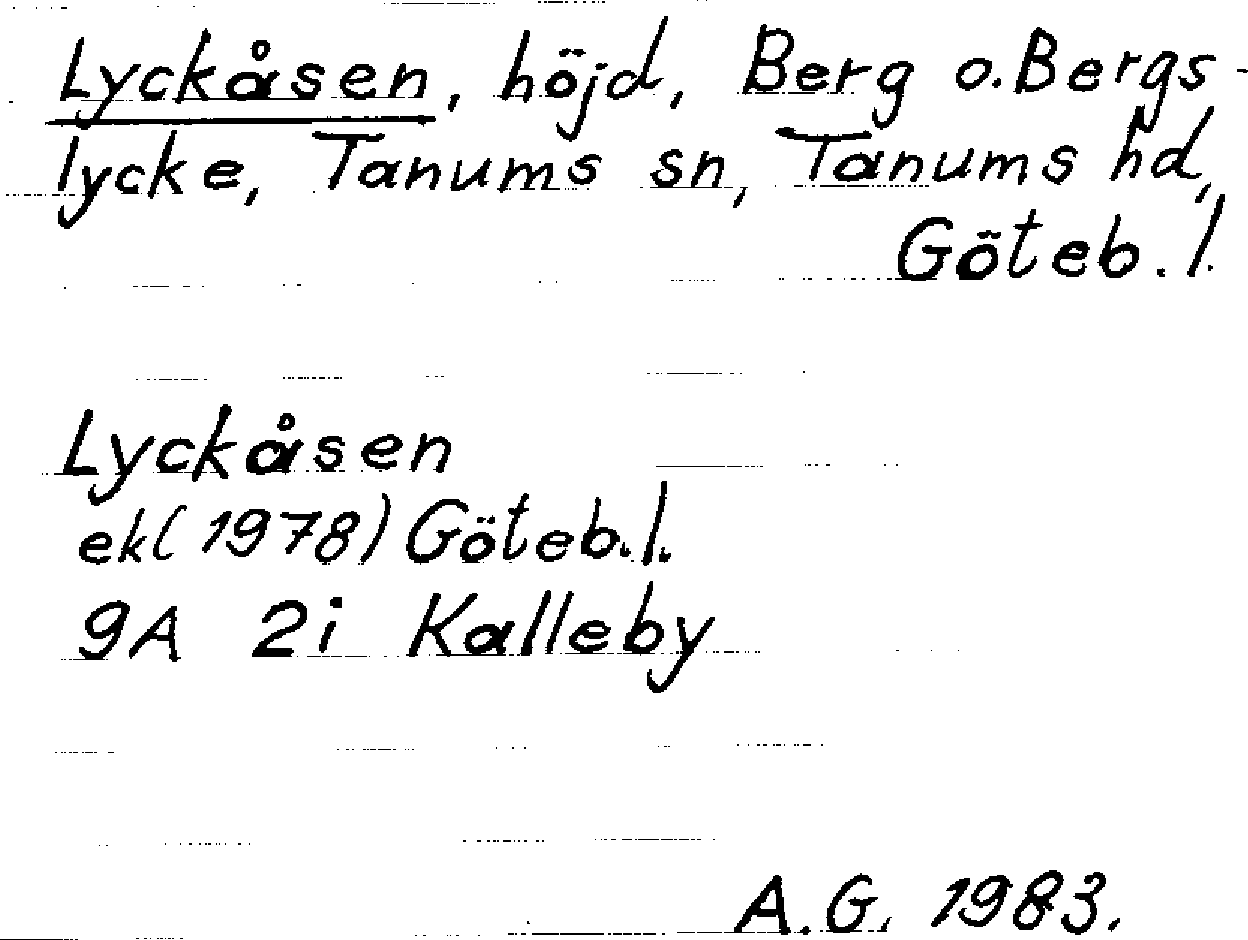 Lyckåsen, höjd, Berg o. Bergs-
lycke, Tanums sn, Tanums hd,
Göteb. l.
Lyckåsen
ek (1978) Göteb. l.
9A 2i Kalleby
A.G. 1983.